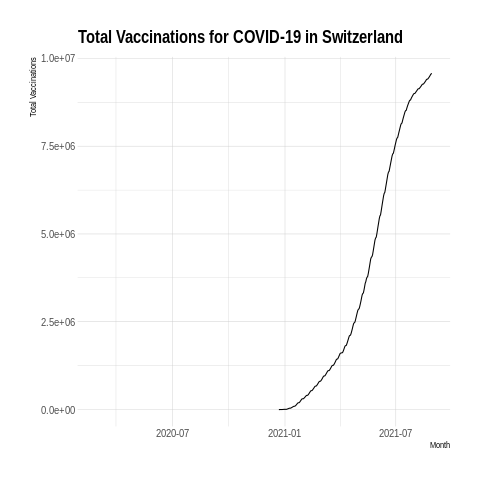 Total Vaccinations for COVID-19 in Switzerland
Total Vaccinations
1.0e+07
7.5e+06
5.0e+06
2.5e+06
0.0e+00
2020-07
2021-01
2021-07
Month